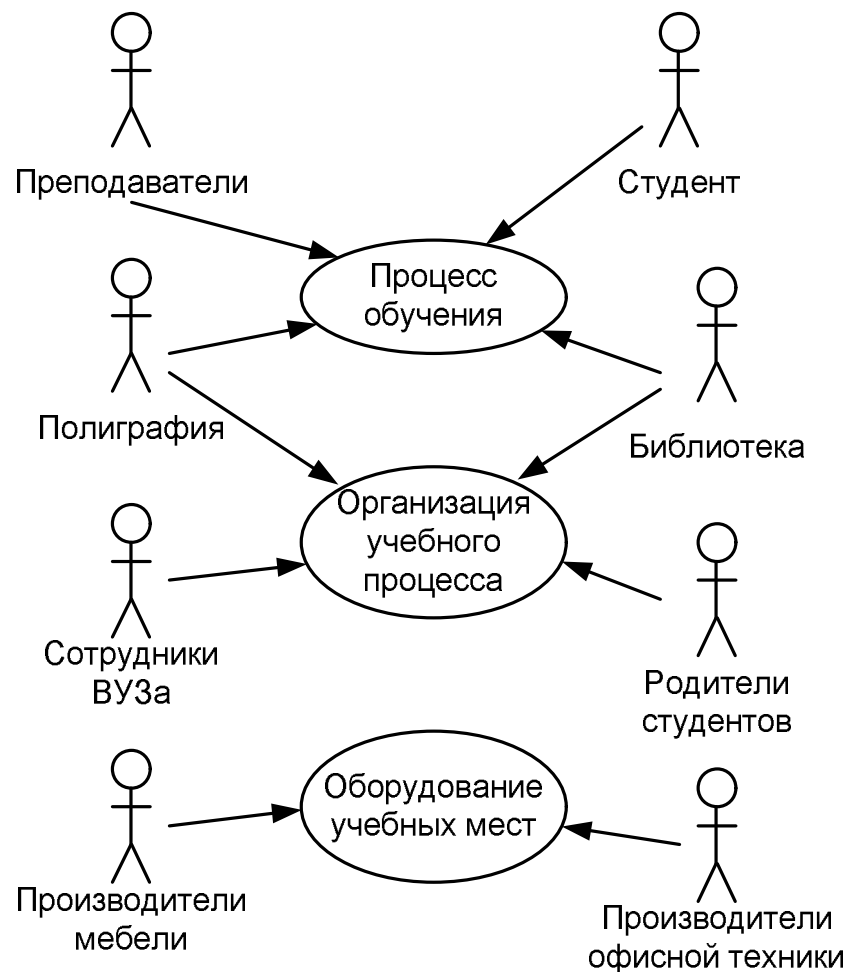 Преподаватели
Студент
Процесс
обучения
Полиграфия
Библиотека
Организация
учебного
процесса
Сотрудники
ВУЗа
Родители
студентов
Оборудование
учебных мест
Производители
мебели
Производители
офисной техники